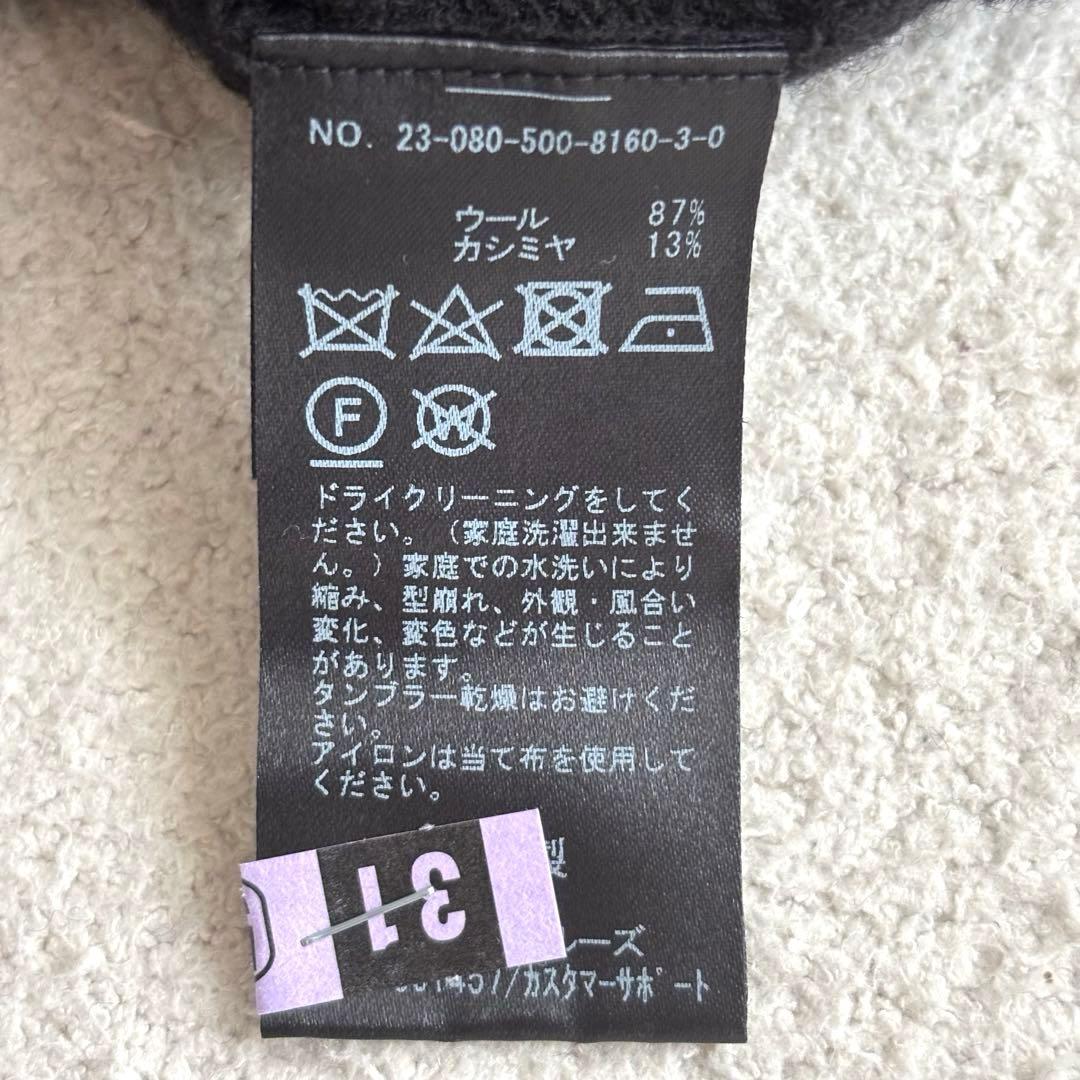 NO. 23-080-500-8160-3-0
ウール 87%
カシミヤ 13%
F
W
ドライクリーニングをしてく
ださい。（家庭洗濯出来ませ
ん。）家庭での水洗いにより
縮み、型崩れ、外観・風合い
変化、変色などが生じること
があります。
タンブラー乾燥はお避けくだ
さい。
アイロンは当て布を使用して
ください。
製
31
ーズ
カスタマーサポート